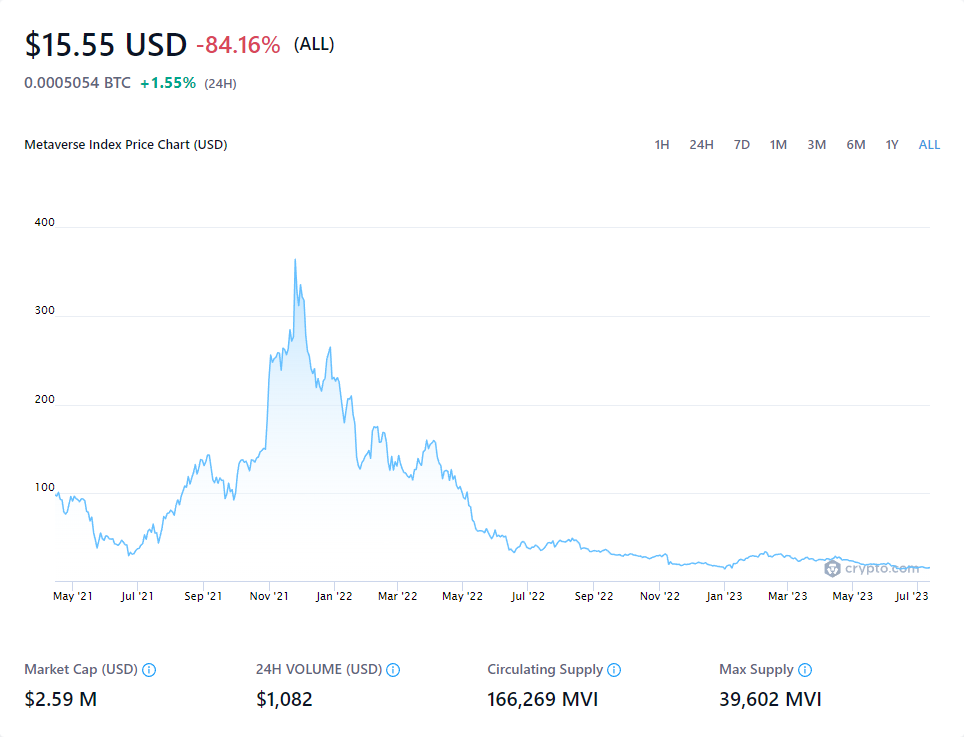 $15.55 USD -84.16% (ALL)
0.0005054 BTC +1.55% (24H)
Metaverse Index Price Chart (USD) 1H 24H 7D 1M 3M 6M 1Y ALL
400
300
200
100
crypto.com
May '21 Jul '21 Sep '21 Nov '21 Jan '22 Mar '22 May '22 Jul '22 Sep '22 Nov '22 Jan '23 Mar '23 May '23 Jul '23
Market Cap (USD) 24H VOLUME (USD) Circulating Supply Max Supply
$2.59 M $1,082 166,269 MVI 39,602 MVI